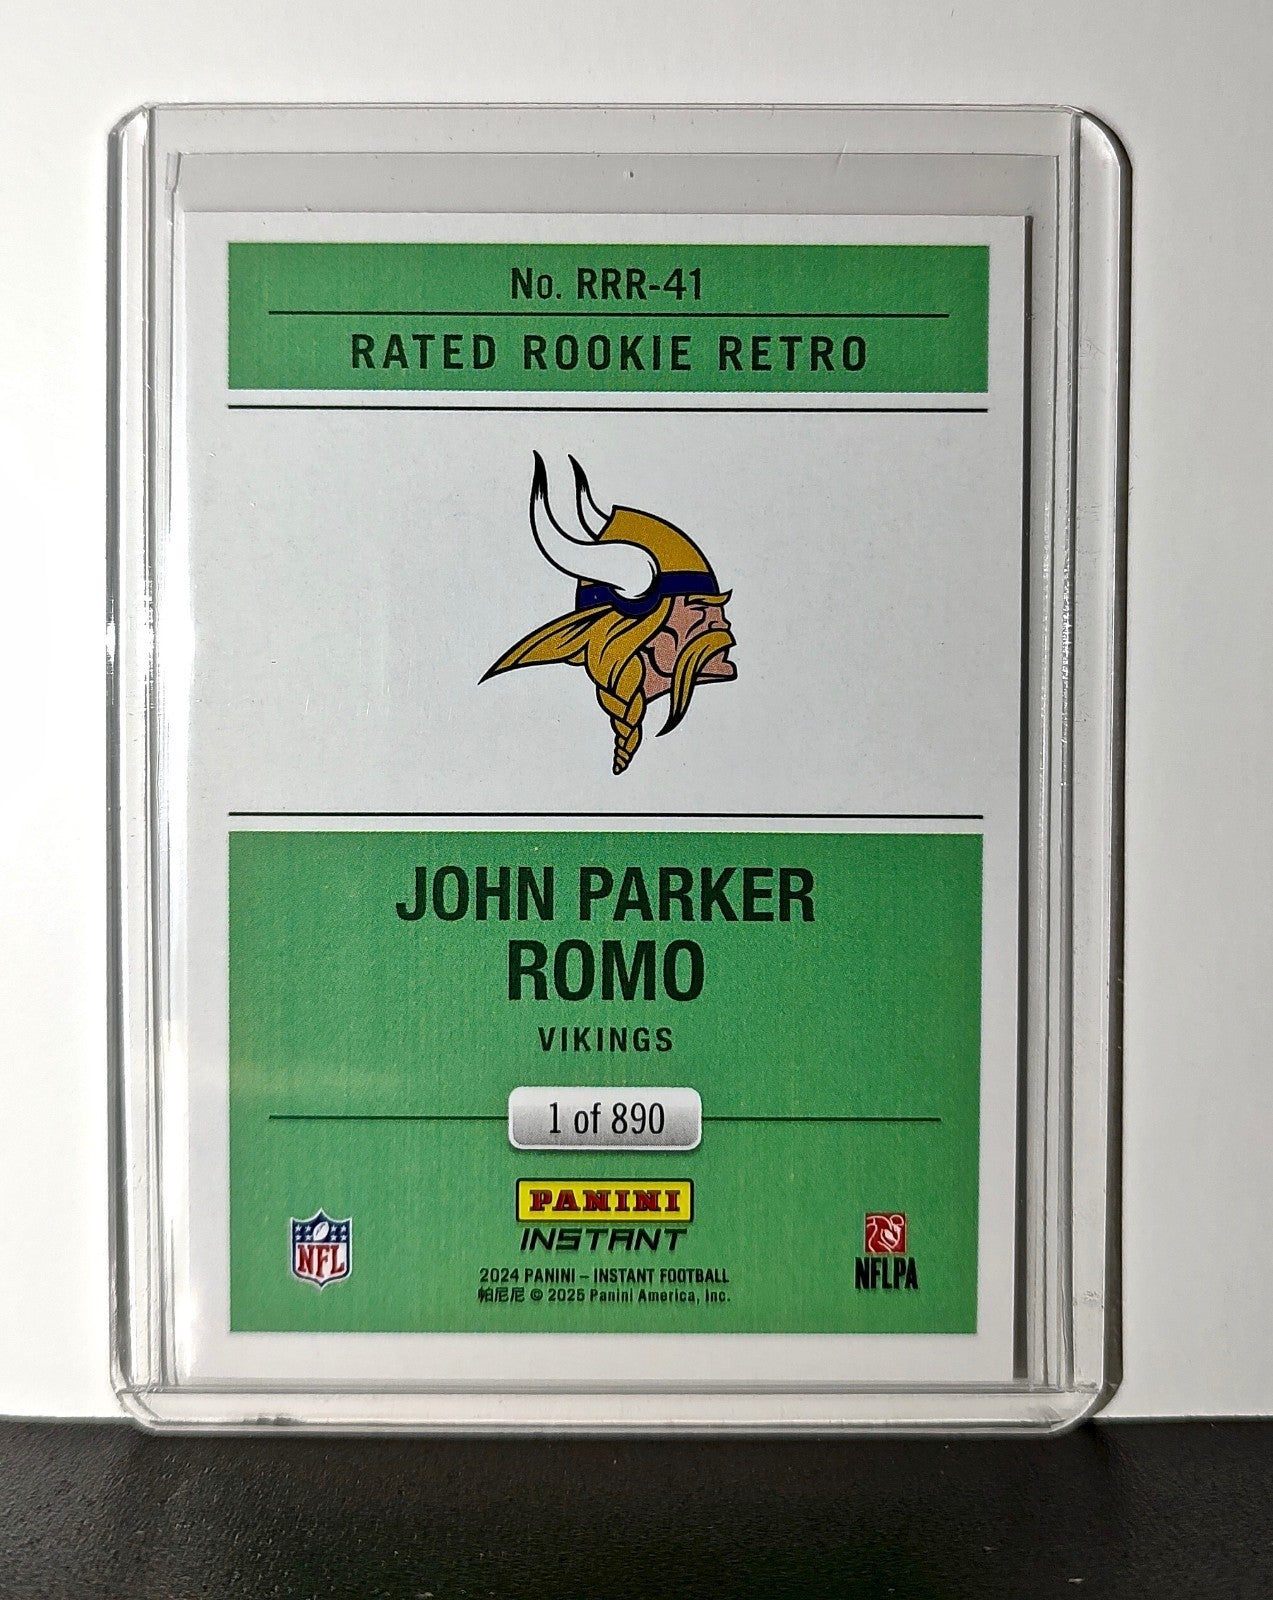 No. RRR-41
RATED ROOKIE RETRO
JOHN PARKER
ROMO
VIKINGS
1 of 890
PANINI
INSTANT
NFL
NFLPA
2024 PANINI – INSTANT FOOTBALL
帕尼尼 © 2025 Panini America, Inc.